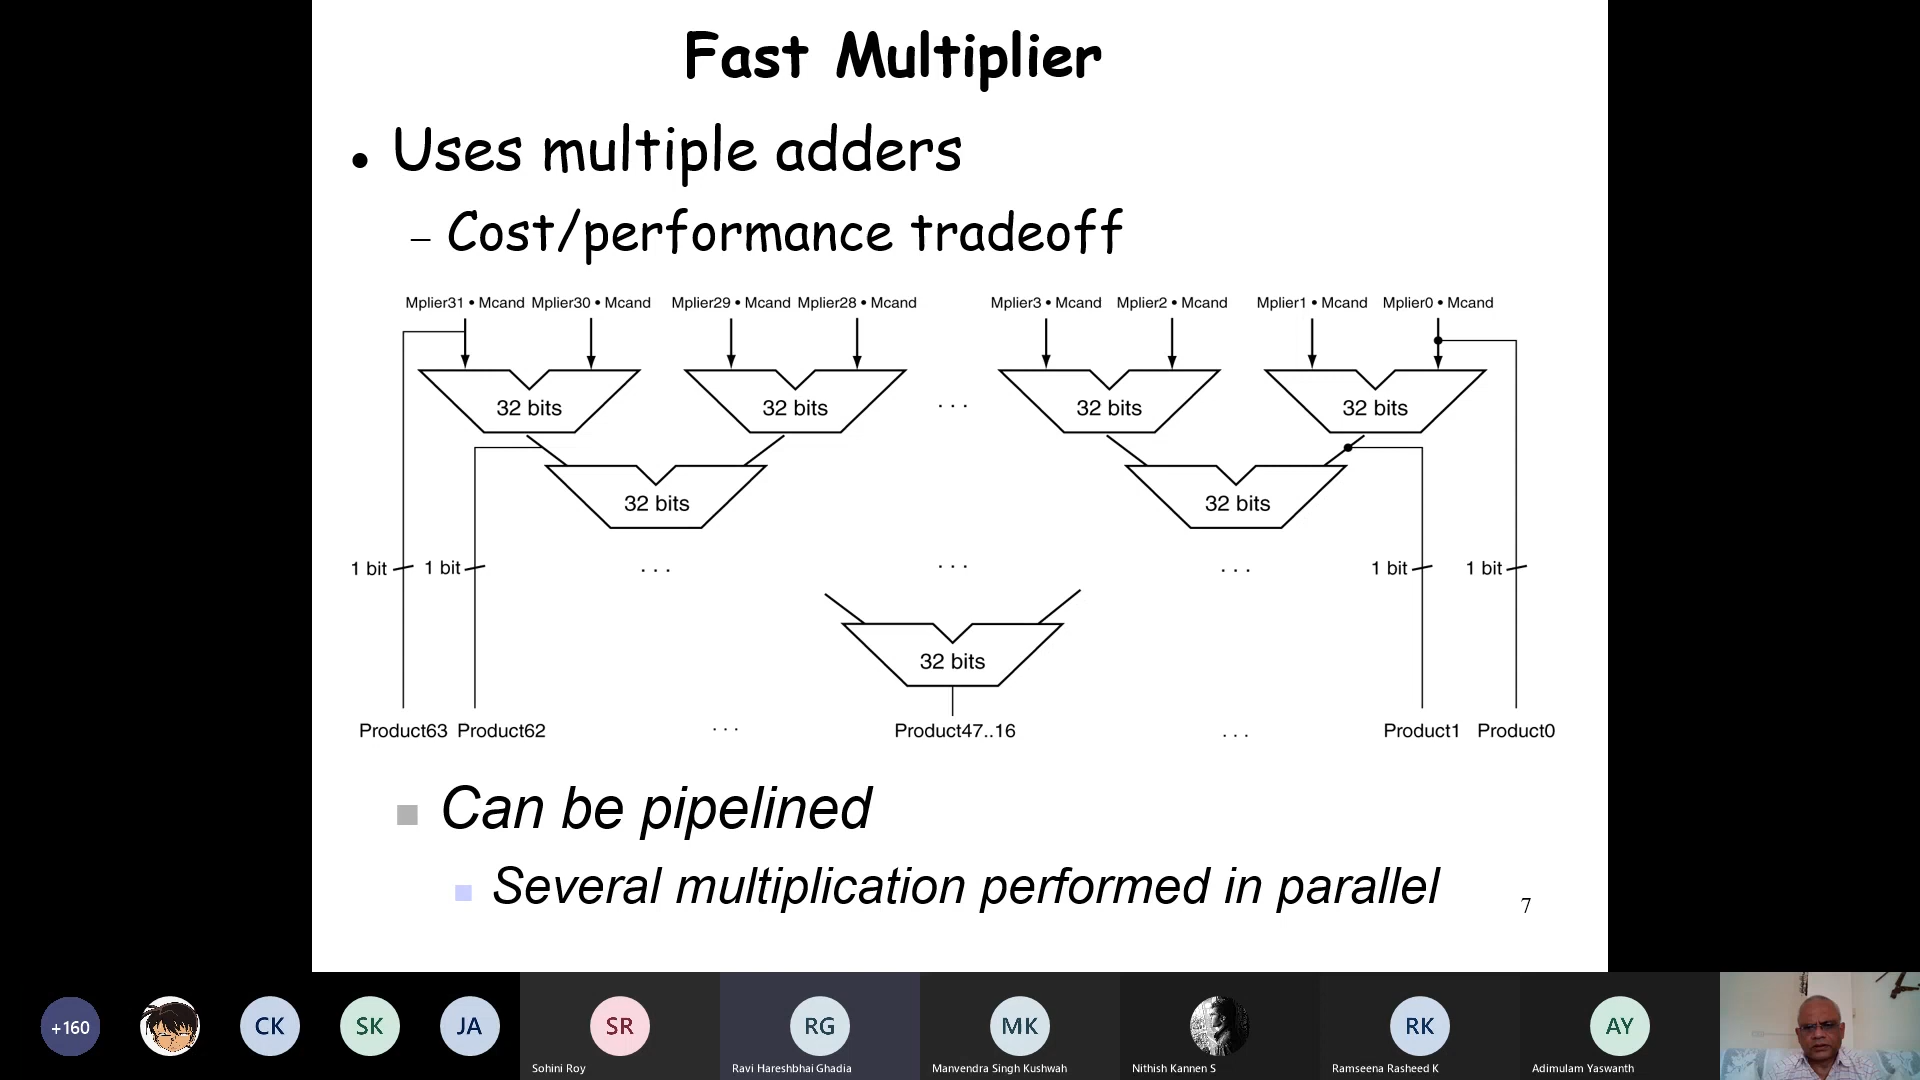 Fast Multiplier
• Uses multiple adders
– Cost/performance tradeoff
Mplier31 • Mcand Mplier30 • Mcand Mplier29 • Mcand Mplier28 • Mcand Mplier3 • Mcand Mplier2 • Mcand Mplier1 • Mcand Mplier0 • Mcand
32 bits 32 bits . . . 32 bits 32 bits
32 bits 32 bits
1 bit 1 bit . . . . . . . . . 1 bit 1 bit
32 bits
Product63 Product62 . . . Product47..16 . . . Product1 Product0
Can be pipelined
Several multiplication performed in parallel
7
+160 CK SK JA SR RG MK RK AY
Sohini Roy Ravi Hareshbhai Ghadia Manvendra Singh Kushwah Nithish Kannen S Ramseena Rasheed K Adimulam Yaswanth